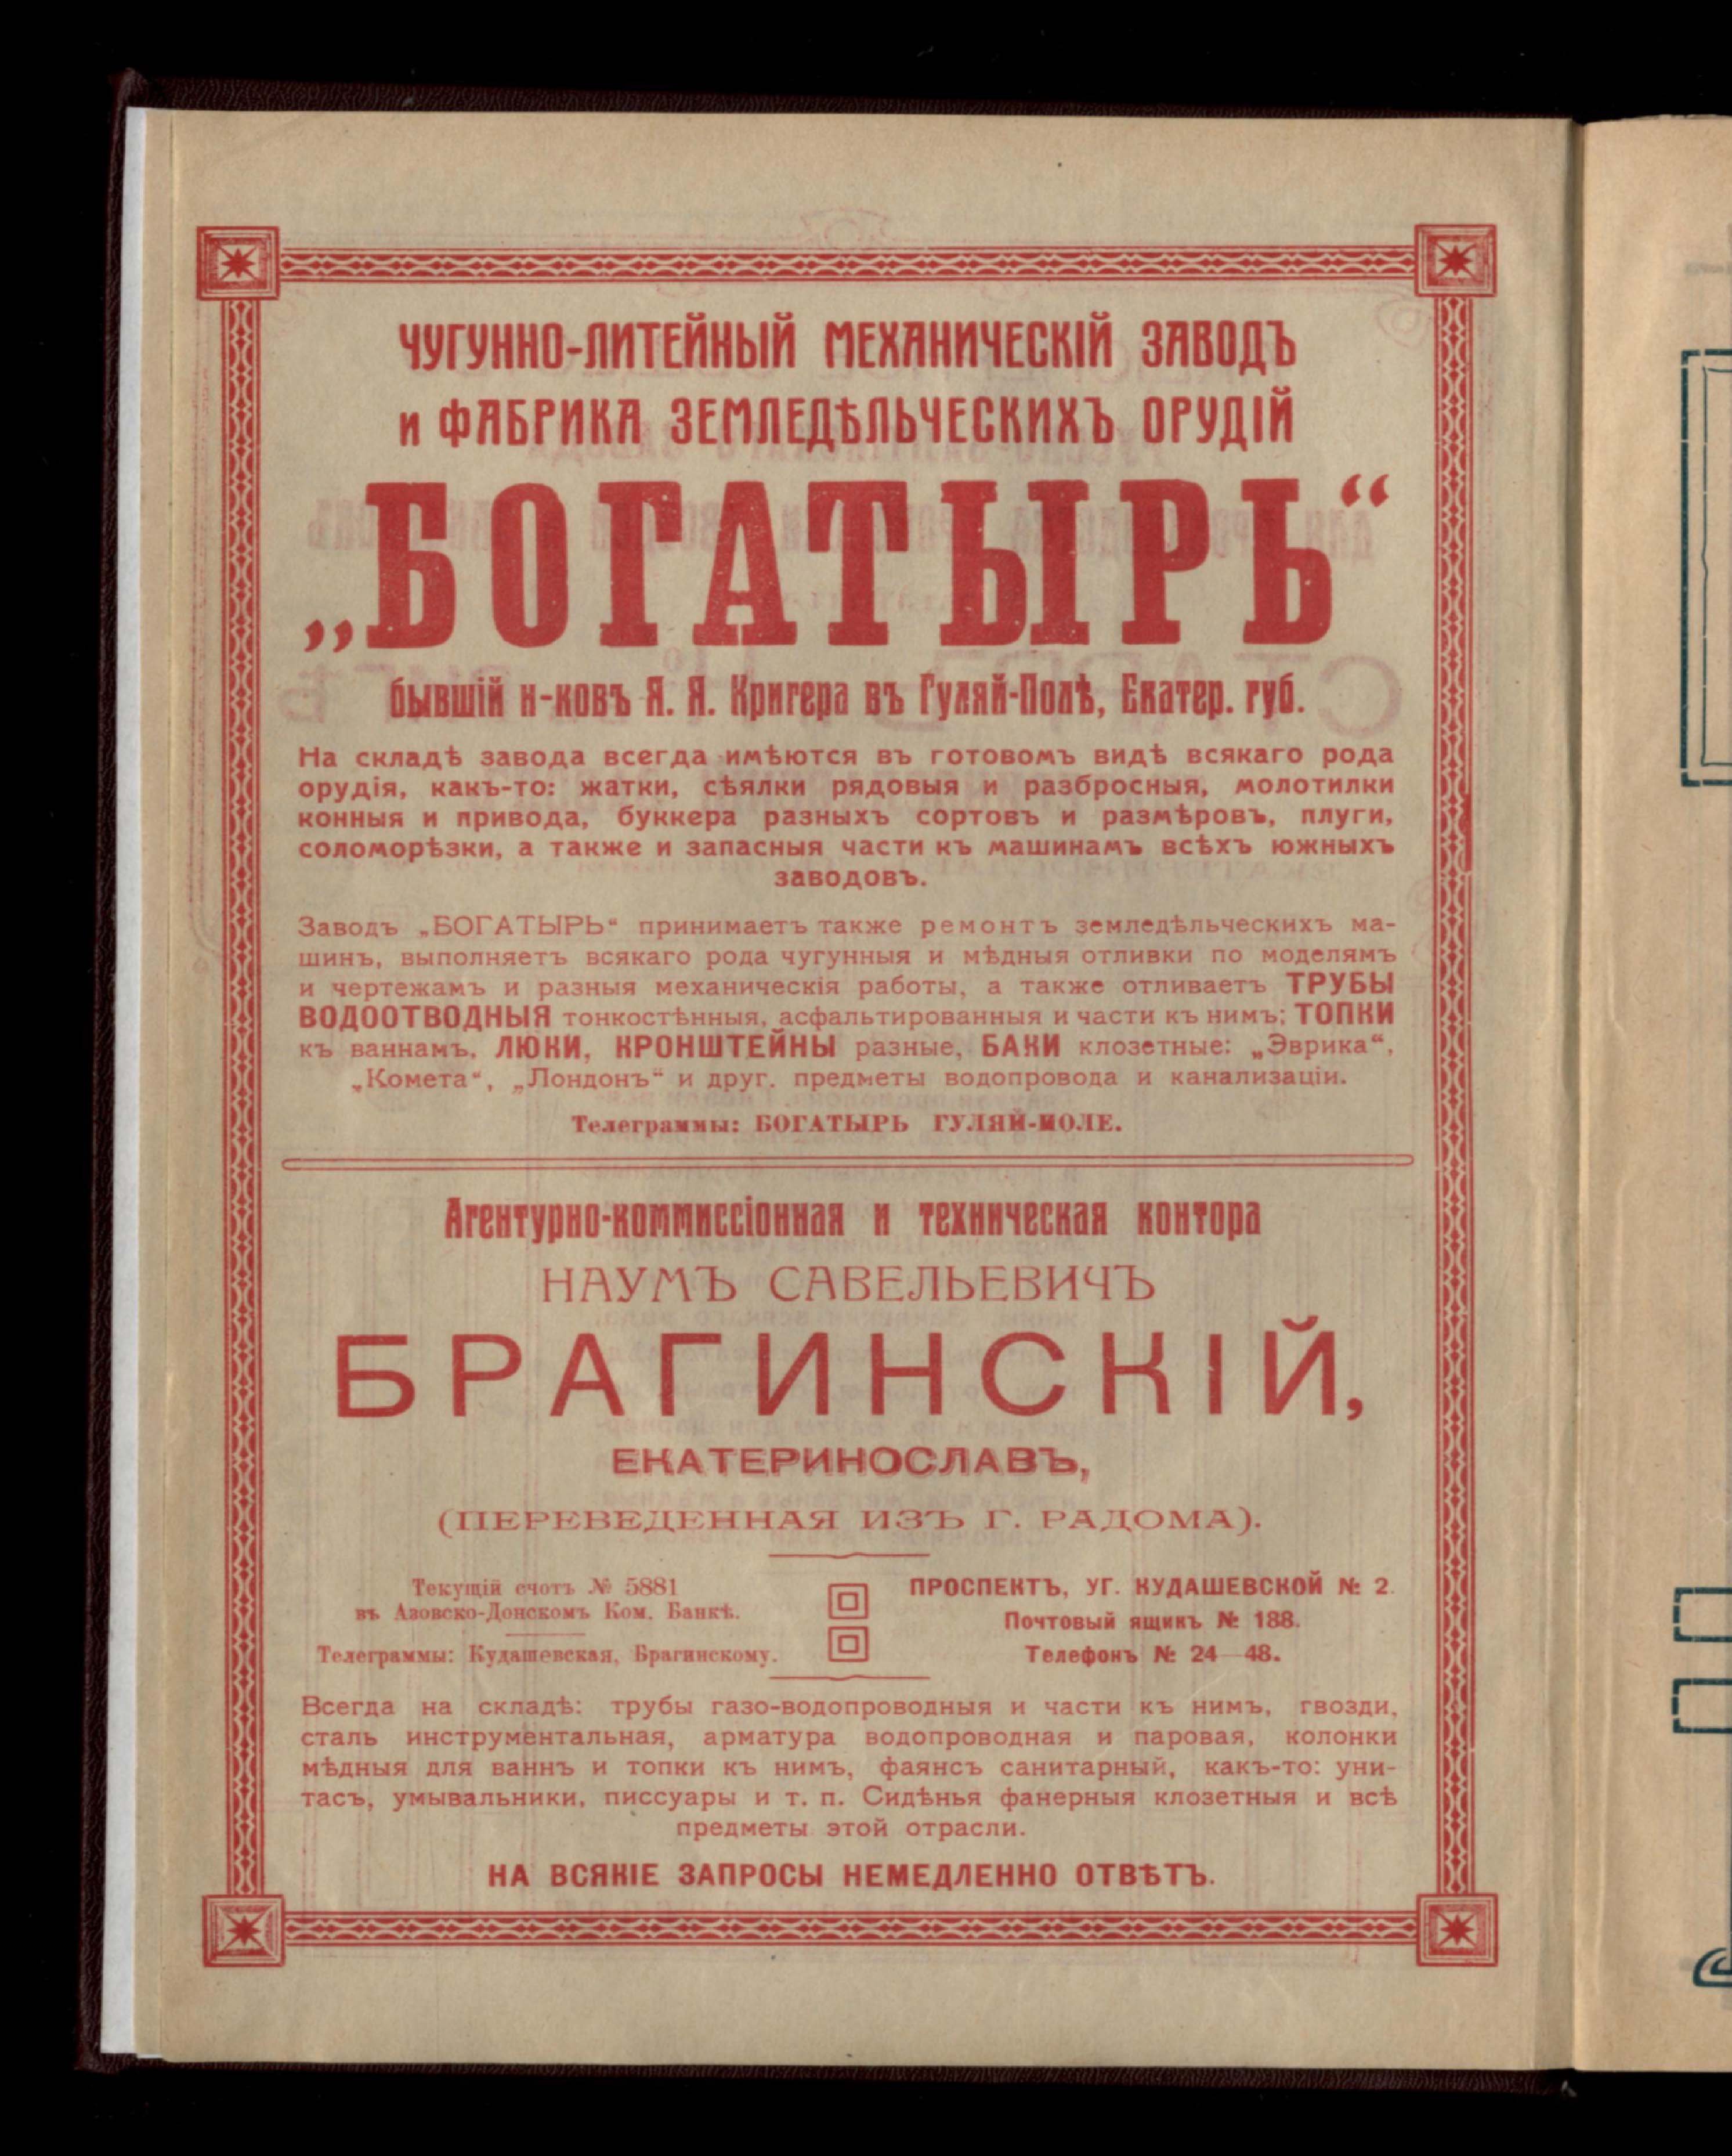 ЧУГУННО-ЛИТЕЙНЫЙ МЕХАНИЧЕСКІЙ ЗАВОДЪ
и ФАБРИКА ЗЕМЛЕДѢЛЬЧЕСКИХЪ ОРУДІЙ
„БОГАТЫРЬ“
бывшій н-ковъ Я. Я. Кригера въ Гуляй-Полѣ, Екатер. губ.
На складѣ завода всегда имѣются въ готовомъ видѣ всякаго рода
орудія, какъ-то: жатки, сѣялки рядовыя и разбросныя, молотилки
конныя и привода, буккера разныхъ сортовъ и размѣровъ, плуги,
соломорѣзки, а также и запасныя части къ машинамъ всѣхъ южныхъ
заводовъ.
Заводъ „БОГАТЫРЬ“ принимаетъ также ремонтъ земледѣльческихъ ма-
шинъ, выполняетъ всякаго рода чугунныя и мѣдныя отливки по моделямъ
и чертежамъ и разныя механическія работы, а также отливаетъ ТРУБЫ
ВОДООТВОДНЫЯ тонкостѣнныя, асфальтированныя и части къ нимъ; ТОПКИ
къ ваннамъ, ЛЮКИ, КРОНШТЕЙНЫ разные, БАКИ клозетные: „Эврика“,
„Комета“, „Лондонъ“ и друг. предметы водопровода и канализаціи.
Телеграммы: БОГАТЫРЬ ГУЛЯЙ-МОЛЕ.
Агентурно-коммиссіонная и техническая контора
НАУМЪ САВЕЛЬЕВИЧЪ
БРАГИНСКІЙ,
ЕКАТЕРИНОСЛАВЪ,
(ПЕРЕВЕДЕННАЯ ИЗЪ Г. РАДОМА).
Текущій счотъ № 5881
въ Азовско-Донскомъ Ком. Банкѣ.
Телеграммы: Кудашевская, Брагинскому.
ПРОСПЕКТЪ, УГ. КУДАШЕВСКОЙ № 2.
Почтовый ящикъ № 188.
Телефонъ № 24—48.
Всегда на складѣ: трубы газо-водопроводныя и части къ нимъ, гвозди,
сталь инструментальная, арматура водопроводная и паровая, колонки
мѣдныя для ваннъ и топки къ нимъ, фаянсъ санитарный, какъ-то: уни-
тасъ, умывальники, писсуары и т. п. Сидѣнья фанерныя клозетныя и всѣ
предметы этой отрасли.
НА ВСЯКІЕ ЗАПРОСЫ НЕМЕДЛЕННО ОТВѢТЪ.